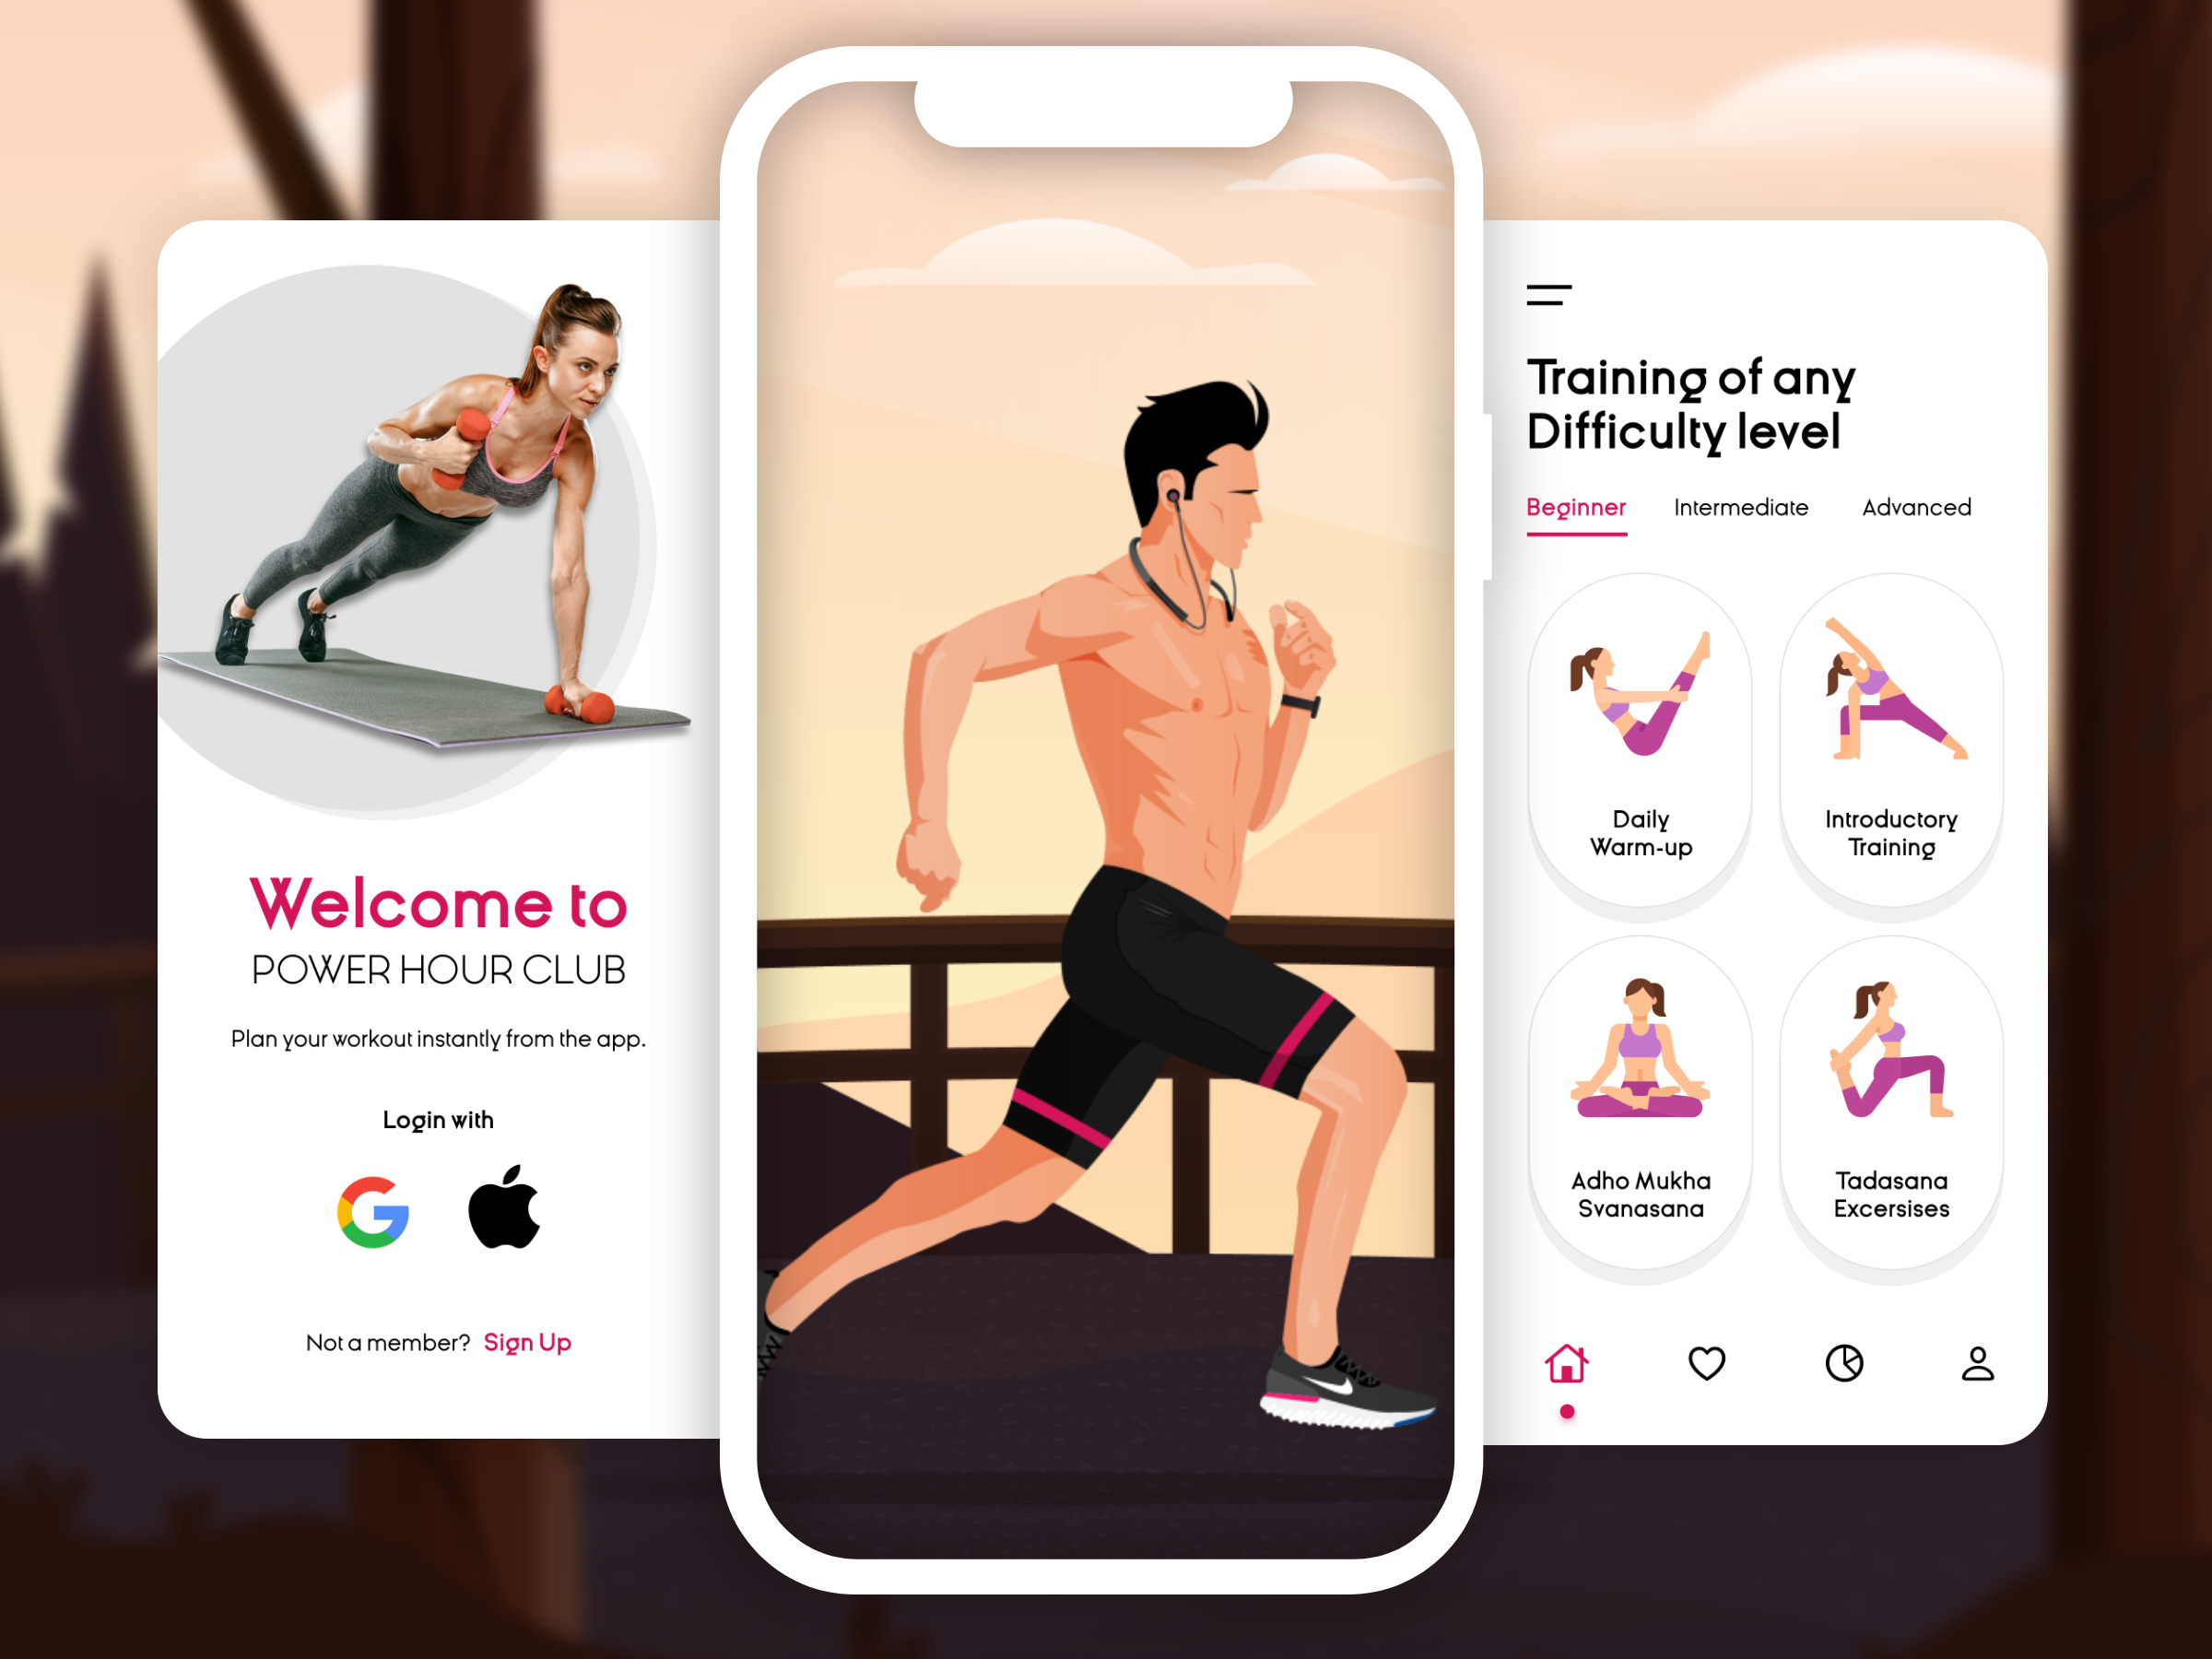 Welcome to
POWER HOUR CLUB
Plan your workout instantly from the app.
Login with
Not a member? Sign Up
Training of any
Difficulty level
Beginner Intermediate Advanced
Daily
Warm-up
Introductory
Training
Adho Mukha
Svanasana
Tadasana
Excersises